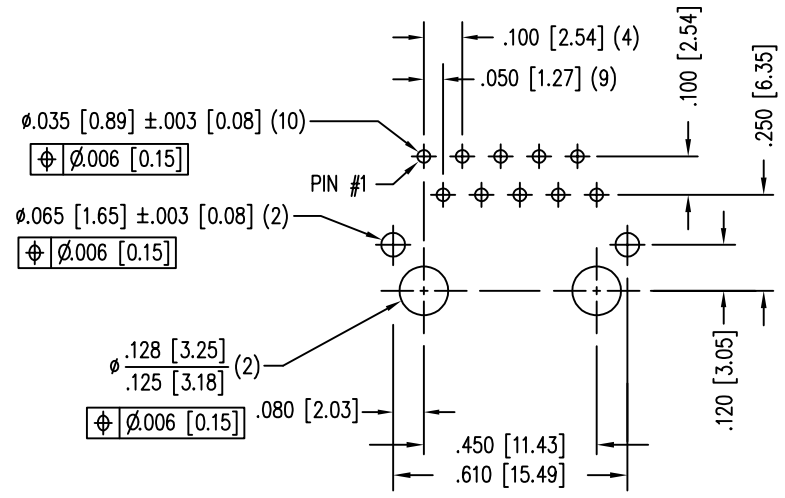 .100 [2.54] (4)
.050 [1.27] (9)
.100 [2.54]
.250 [6.35]
ø.035 [0.89] ±.003 [0.08] (10)
⌖ Ø.006 [0.15]
PIN #1
ø.065 [1.65] ±.003 [0.08] (2)
⌖ Ø.006 [0.15]
ø .128 [3.25]
.125 [3.18] (2)
⌖ Ø.006 [0.15]
.080 [2.03]
.120 [3.05]
.450 [11.43]
.610 [15.49]